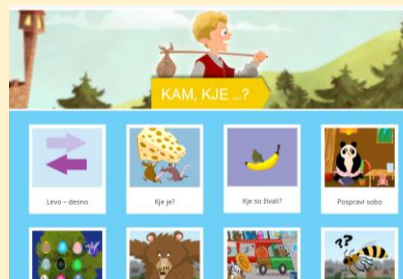 KAM, KJE ...?
Levo – desno
Kje je?
Kje so živali?
Pospravi sobo
??